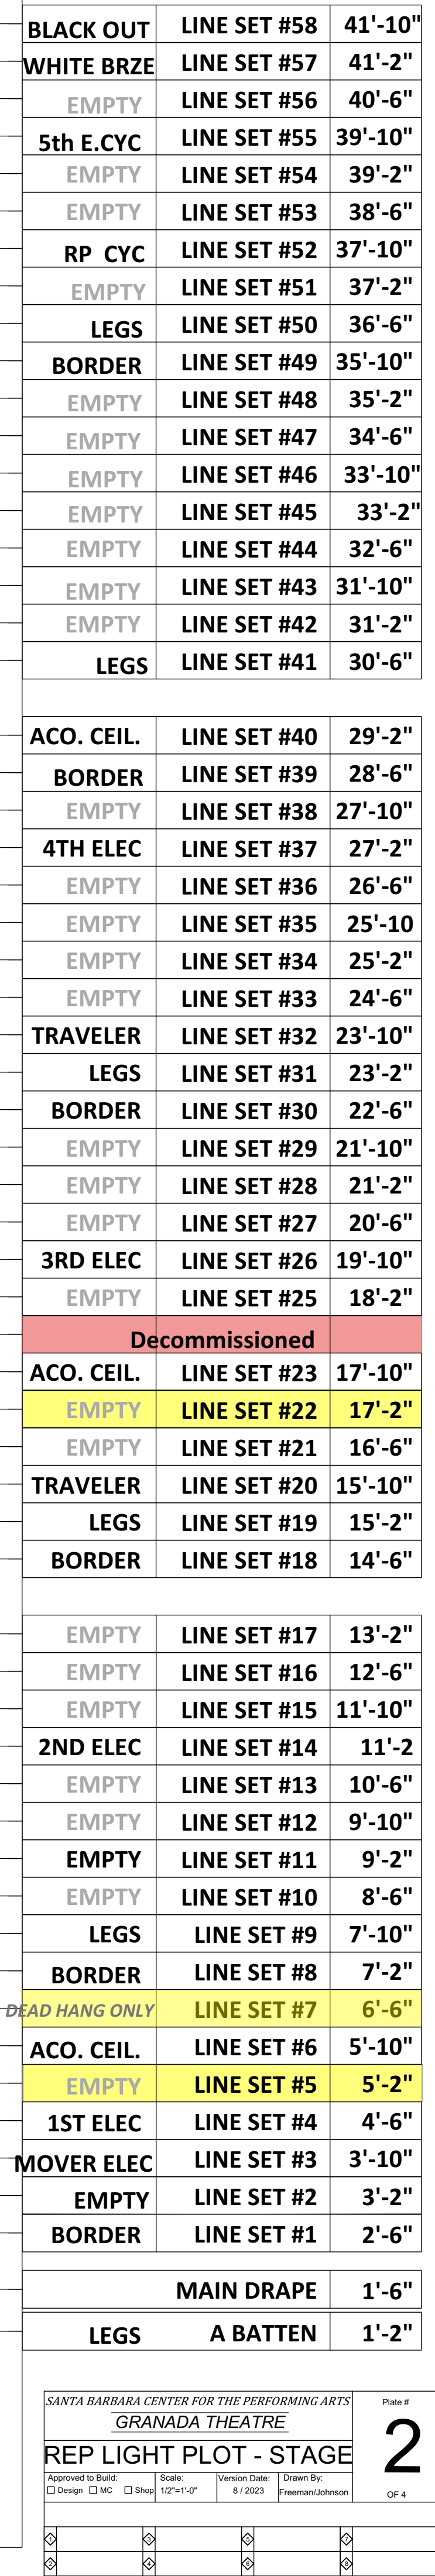 BLACK OUT LINE SET #58 41'-10"
WHITE BRZE LINE SET #57 41'-2"
EMPTY LINE SET #56 40'-6"
5th E.CYC LINE SET #55 39'-10"
EMPTY LINE SET #54 39'-2"
EMPTY LINE SET #53 38'-6"
RP CYC LINE SET #52 37'-10"
EMPTY LINE SET #51 37'-2"
LEGS LINE SET #50 36'-6"
BORDER LINE SET #49 35'-10"
EMPTY LINE SET #48 35'-2"
EMPTY LINE SET #47 34'-6"
EMPTY LINE SET #46 33'-10"
EMPTY LINE SET #45 33'-2"
EMPTY LINE SET #44 32'-6"
EMPTY LINE SET #43 31'-10"
EMPTY LINE SET #42 31'-2"
LEGS LINE SET #41 30'-6"
ACO. CEIL. LINE SET #40 29'-2"
BORDER LINE SET #39 28'-6"
EMPTY LINE SET #38 27'-10"
4TH ELEC LINE SET #37 27'-2"
EMPTY LINE SET #36 26'-6"
EMPTY LINE SET #35 25'-10
EMPTY LINE SET #34 25'-2"
EMPTY LINE SET #33 24'-6"
TRAVELER LINE SET #32 23'-10"
LEGS LINE SET #31 23'-2"
BORDER LINE SET #30 22'-6"
EMPTY LINE SET #29 21'-10"
EMPTY LINE SET #28 21'-2"
EMPTY LINE SET #27 20'-6"
3RD ELEC LINE SET #26 19'-10"
EMPTY LINE SET #25 18'-2"
Decommissioned
ACO. CEIL. LINE SET #23 17'-10"
EMPTY LINE SET #22 17'-2"
EMPTY LINE SET #21 16'-6"
TRAVELER LINE SET #20 15'-10"
LEGS LINE SET #19 15'-2"
BORDER LINE SET #18 14'-6"
EMPTY LINE SET #17 13'-2"
EMPTY LINE SET #16 12'-6"
EMPTY LINE SET #15 11'-10"
2ND ELEC LINE SET #14 11'-2
EMPTY LINE SET #13 10'-6"
EMPTY LINE SET #12 9'-10"
EMPTY LINE SET #11 9'-2"
EMPTY LINE SET #10 8'-6"
LEGS LINE SET #9 7'-10"
BORDER LINE SET #8 7'-2"
DEAD HANG ONLY LINE SET #7 6'-6"
ACO. CEIL. LINE SET #6 5'-10"
EMPTY LINE SET #5 5'-2"
1ST ELEC LINE SET #4 4'-6"
MOVER ELEC LINE SET #3 3'-10"
EMPTY LINE SET #2 3'-2"
BORDER LINE SET #1 2'-6"
MAIN DRAPE 1'-6"
LEGS A BATTEN 1'-2"
SANTA BARBARA CENTER FOR THE PERFORMING ARTS
GRANADA THEATRE
REP LIGHT PLOT - STAGE
Plate #
2
OF 4
Approved to Build: Scale: Version Date: Drawn By:
Design MC Shop 1/2"=1'-0" 8 / 2023 Freeman/Johnson
1 3 5 7
2 4 6 8